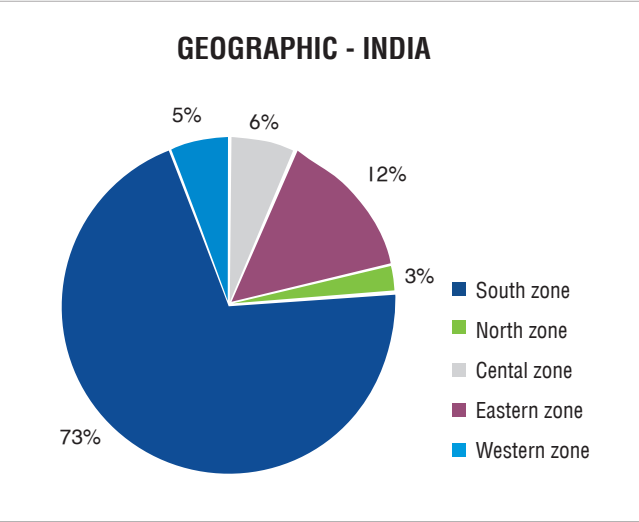 GEOGRAPHIC - INDIA
5%
6%
12%
3%
73%
South zone
North zone
Cental zone
Eastern zone
Western zone